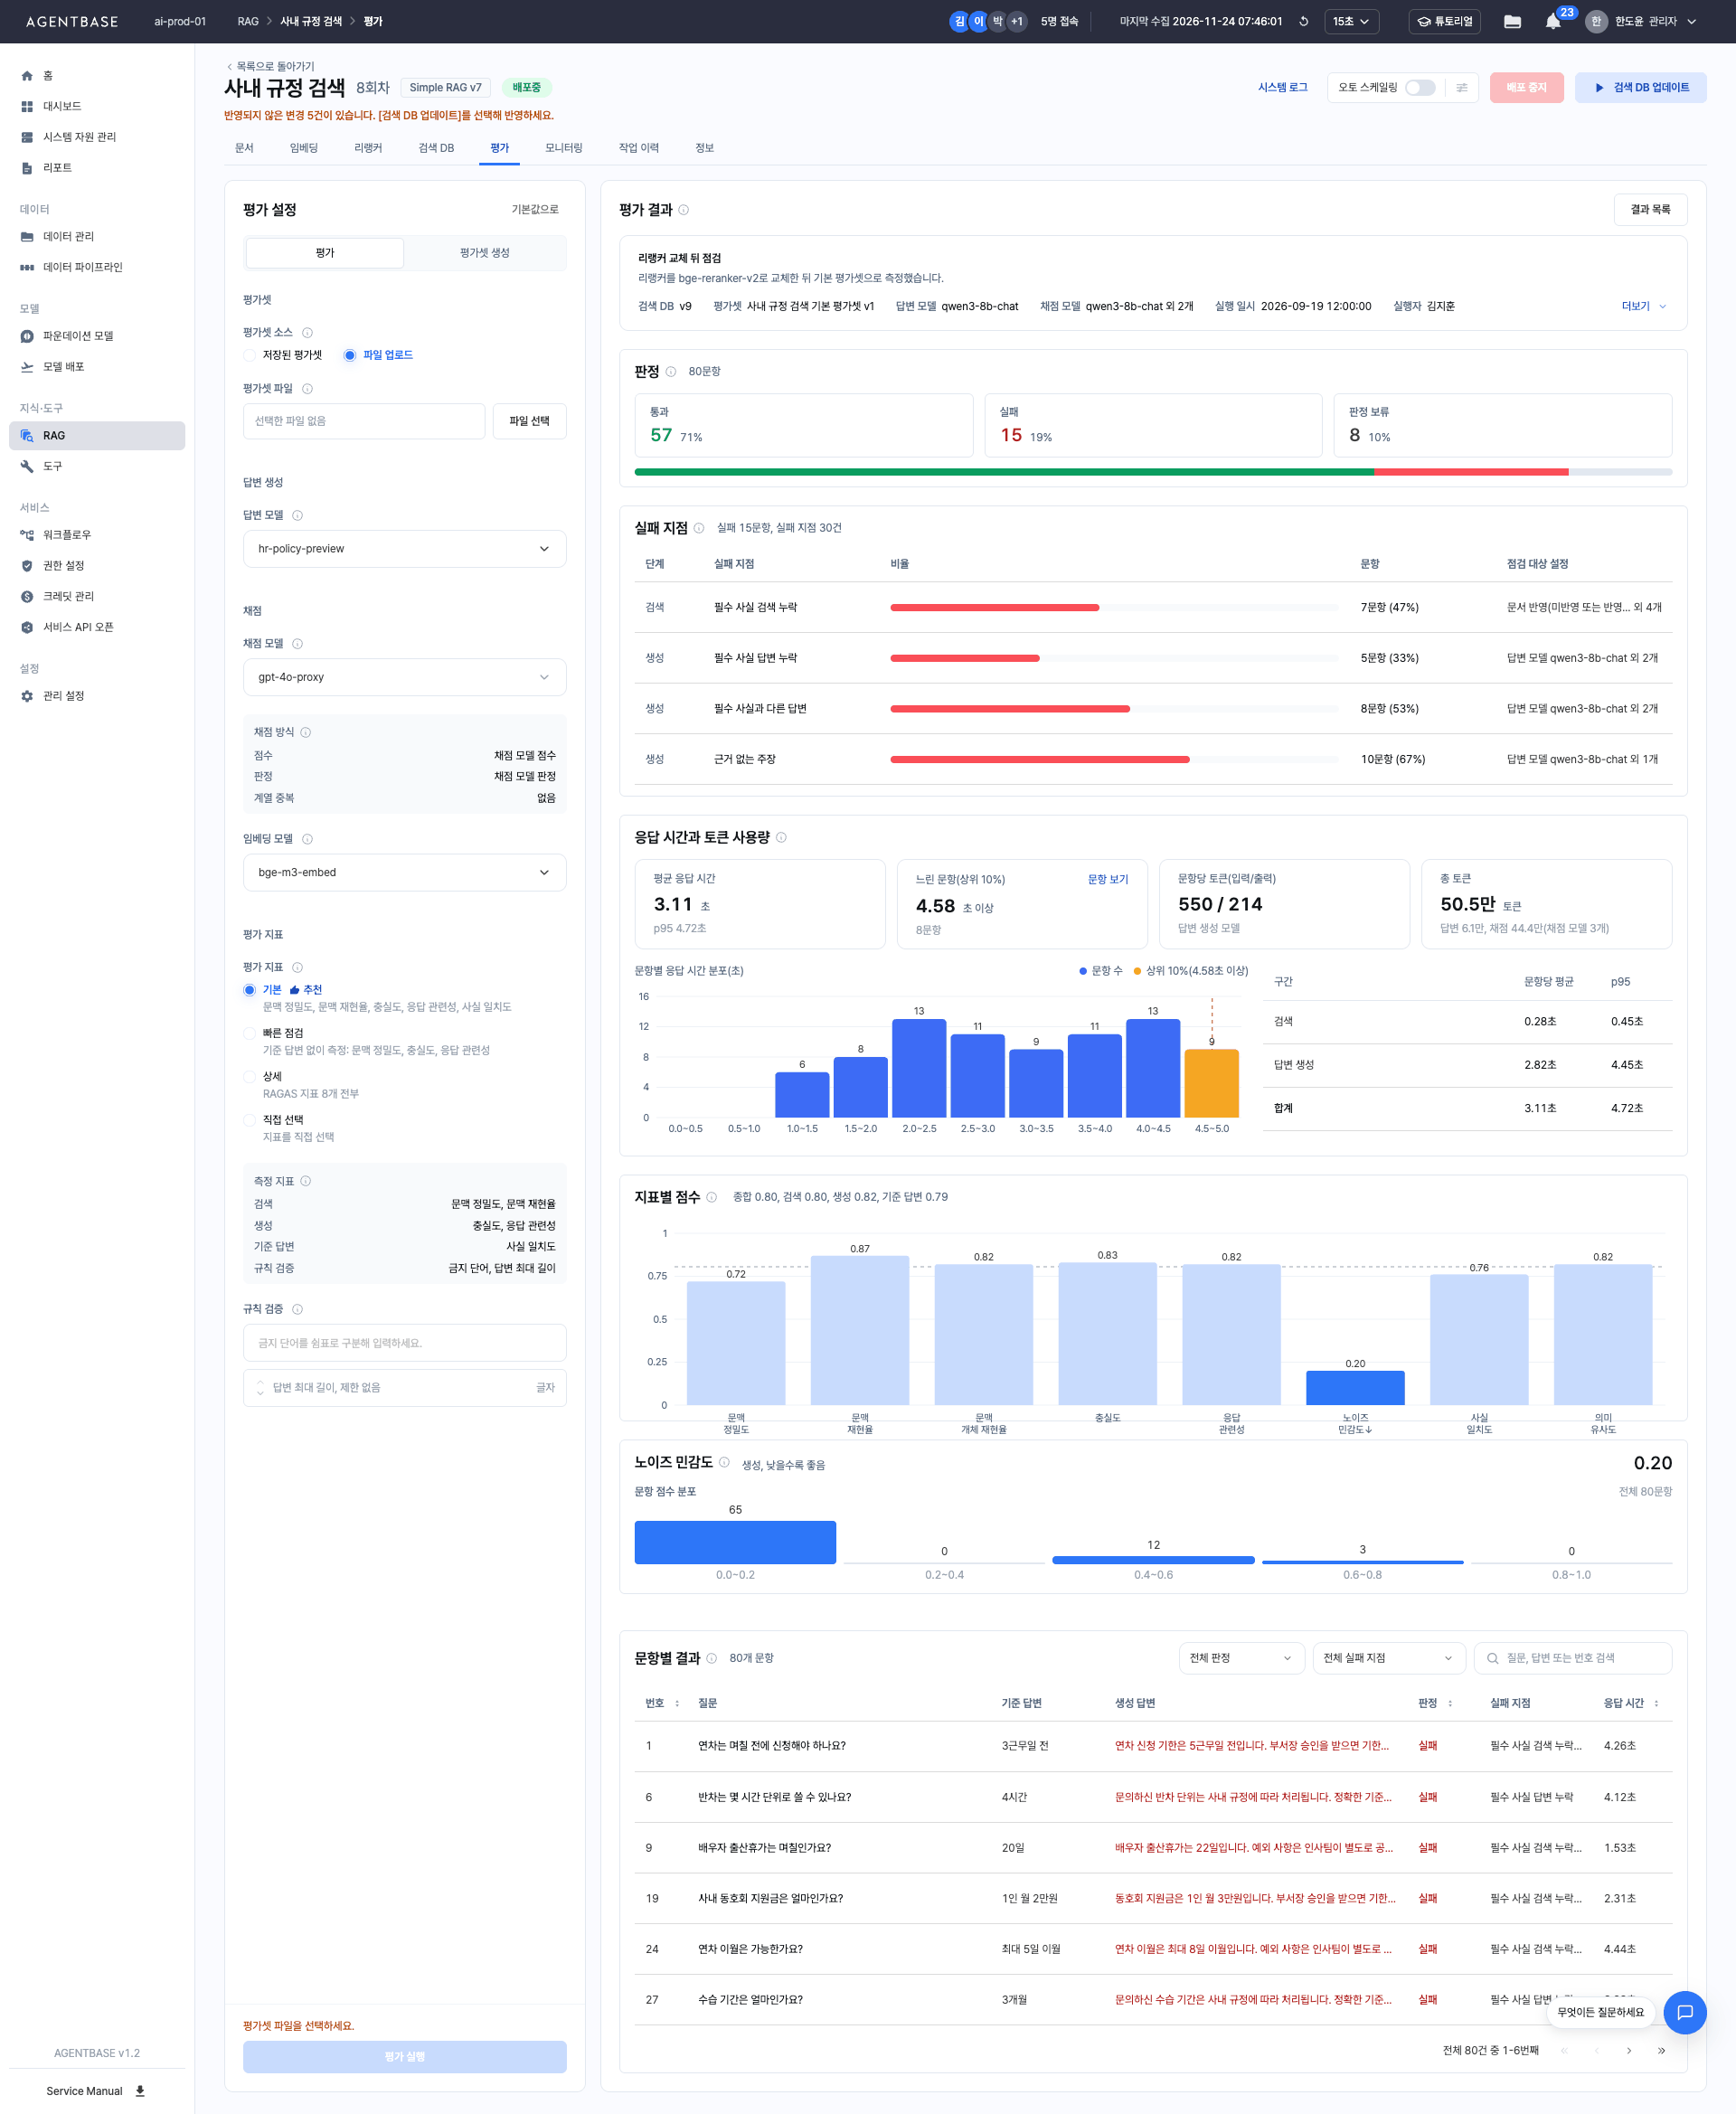 AGENTBASE
ai-prod-01
RAG > 사내 규정 검색 > 평가
김 이 박 +1 5명 접속
마지막 수집 2026-11-24 07:46:01
15초
튜토리얼
23
한 한도윤 관리자
홈
대시보드
시스템 자원 관리
리포트
데이터
데이터 관리
데이터 파이프라인
모델
파운데이션 모델
모델 배포
지식·도구
RAG
도구
서비스
워크플로우
권한 설정
크레딧 관리
서비스 API 오픈
설정
관리 설정
AGENTBASE v1.2
Service Manual
목록으로 돌아가기
사내 규정 검색 8회차 Simple RAG v7 배포중
반영되지 않은 변경 5건이 있습니다. [검색 DB 업데이트]를 선택해 반영하세요.
시스템 로그
오토 스케일링
배포 중지
검색 DB 업데이트
문서 임베딩 리랭커 검색 DB 평가 모니터링 작업 이력 정보
평가 설정 기본값으로
평가 평가셋 생성
평가셋
평가셋 소스
저장된 평가셋 파일 업로드
평가셋 파일
선택한 파일 없음 파일 선택
답변 생성
답변 모델
hr-policy-preview
채점
채점 모델
gpt-4o-proxy
채점 방식
점수 채점 모델 점수
판정 채점 모델 판정
계열 중복 없음
임베딩 모델
bge-m3-embed
평가 지표
평가 지표
기본 추천
문맥 정밀도, 문맥 재현율, 충실도, 응답 관련성, 사실 일치도
빠른 점검
기준 답변 없이 측정: 문맥 정밀도, 충실도, 응답 관련성
상세
RAGAS 지표 8개 전부
직접 선택
지표를 직접 선택
측정 지표
검색 문맥 정밀도, 문맥 재현율
생성 충실도, 응답 관련성
기준 답변 사실 일치도
규칙 검증 금지 단어, 답변 최대 길이
규칙 검증
금지 단어를 쉼표로 구분해 입력하세요.
답변 최대 길이, 제한 없음 글자
평가셋 파일을 선택하세요.
평가 실행
평가 결과 결과 목록
리랭커 교체 뒤 점검
리랭커를 bge-reranker-v2로 교체한 뒤 기본 평가셋으로 측정했습니다.
검색 DB v9 평가셋 사내 규정 검색 기본 평가셋 v1 답변 모델 qwen3-8b-chat 채점 모델 qwen3-8b-chat 외 2개 실행 일시 2026-09-19 12:00:00 실행자 김지훈 더보기
판정 80문항
통과
57 71%
실패
15 19%
판정 보류
8 10%
실패 지점 실패 15문항, 실패 지점 30건
단계 실패 지점 비율 문항 점검 대상 설정
검색 필수 사실 검색 누락 7문항 (47%) 문서 반영(미반영 또는 반영... 외 4개
생성 필수 사실 답변 누락 5문항 (33%) 답변 모델 qwen3-8b-chat 외 2개
생성 필수 사실과 다른 답변 8문항 (53%) 답변 모델 qwen3-8b-chat 외 2개
생성 근거 없는 주장 10문항 (67%) 답변 모델 qwen3-8b-chat 외 1개
응답 시간과 토큰 사용량
평균 응답 시간
3.11 초
p95 4.72초
느린 문항(상위 10%) 문항 보기
4.58 초 이상
8문항
문항당 토큰(입력/출력)
550 / 214
답변 생성 모델
총 토큰
50.5만 토큰
답변 6.1만, 채점 44.4만(채점 모델 3개)
문항별 응답 시간 분포(초) 문항 수 상위 10%(4.58초 이상)
16
12
8
4
0
6 8 13 11 9 11 13 9
0.0~0.5 0.5~1.0 1.0~1.5 1.5~2.0 2.0~2.5 2.5~3.0 3.0~3.5 3.5~4.0 4.0~4.5 4.5~5.0
구간 문항당 평균 p95
검색 0.28초 0.45초
답변 생성 2.82초 4.45초
합계 3.11초 4.72초
지표별 점수 종합 0.80, 검색 0.80, 생성 0.82, 기준 답변 0.79
1
0.75
0.5
0.25
0
0.72 0.87 0.82 0.83 0.82 0.20 0.76 0.82
문맥 정밀도
문맥 재현율
문맥 개체 재현율
충실도
응답 관련성
노이즈 민감도↓
사실 일치도
의미 유사도
노이즈 민감도 생성, 낮을수록 좋음 0.20
문항 점수 분포 전체 80문항
65 0 12 3 0
0.0~0.2 0.2~0.4 0.4~0.6 0.6~0.8 0.8~1.0
문항별 결과 80개 문항 전체 판정 전체 실패 지점 질문, 답변 또는 번호 검색
번호 질문 기준 답변 생성 답변 판정 실패 지점 응답 시간
1 연차는 며칠 전에 신청해야 하나요? 3근무일 전 연차 신청 기한은 5근무일 전입니다. 부서장 승인을 받으면 기한... 실패 필수 사실 검색 누락... 4.26초
6 반차는 몇 시간 단위로 쓸 수 있나요? 4시간 문의하신 반차 단위는 사내 규정에 따라 처리됩니다. 정확한 기준... 실패 필수 사실 답변 누락 4.12초
9 배우자 출산휴가는 며칠인가요? 20일 배우자 출산휴가는 22일입니다. 예외 사항은 인사팀이 별도로 공... 실패 필수 사실 검색 누락... 1.53초
19 사내 동호회 지원금은 얼마인가요? 1인 월 2만원 동호회 지원금은 1인 월 3만원입니다. 부서장 승인을 받으면 기한... 실패 필수 사실 검색 누락... 2.31초
24 연차 이월은 가능한가요? 최대 5일 이월 연차 이월은 최대 8일 이월입니다. 예외 사항은 인사팀이 별도로 ... 실패 필수 사실 검색 누락... 4.44초
27 수습 기간은 얼마인가요? 3개월 문의하신 수습 기간은 사내 규정에 따라 처리됩니다. 정확한 기준... 실패 필수 사실 답변
무엇이든 질문하세요
전체 80건 중 1-6번째